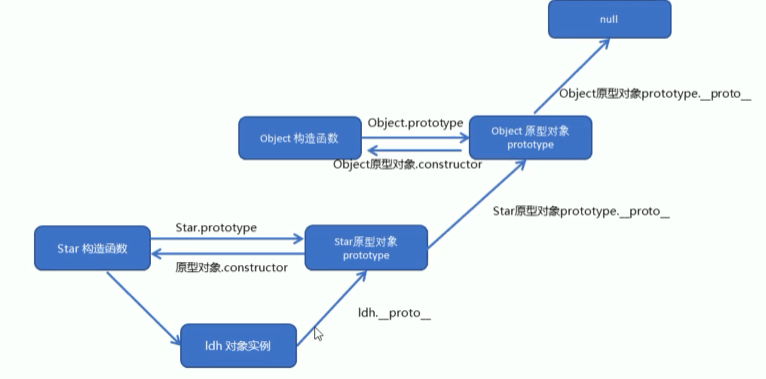 null
Object原型对象prototype.__proto__
Object.prototype
Object 构造函数
Object 原型对象
prototype
Object原型对象.constructor
Star原型对象prototype.__proto__
Star.prototype
Star 构造函数
Star原型对象
prototype
原型对象.constructor
ldh.__proto__
ldh 对象实例